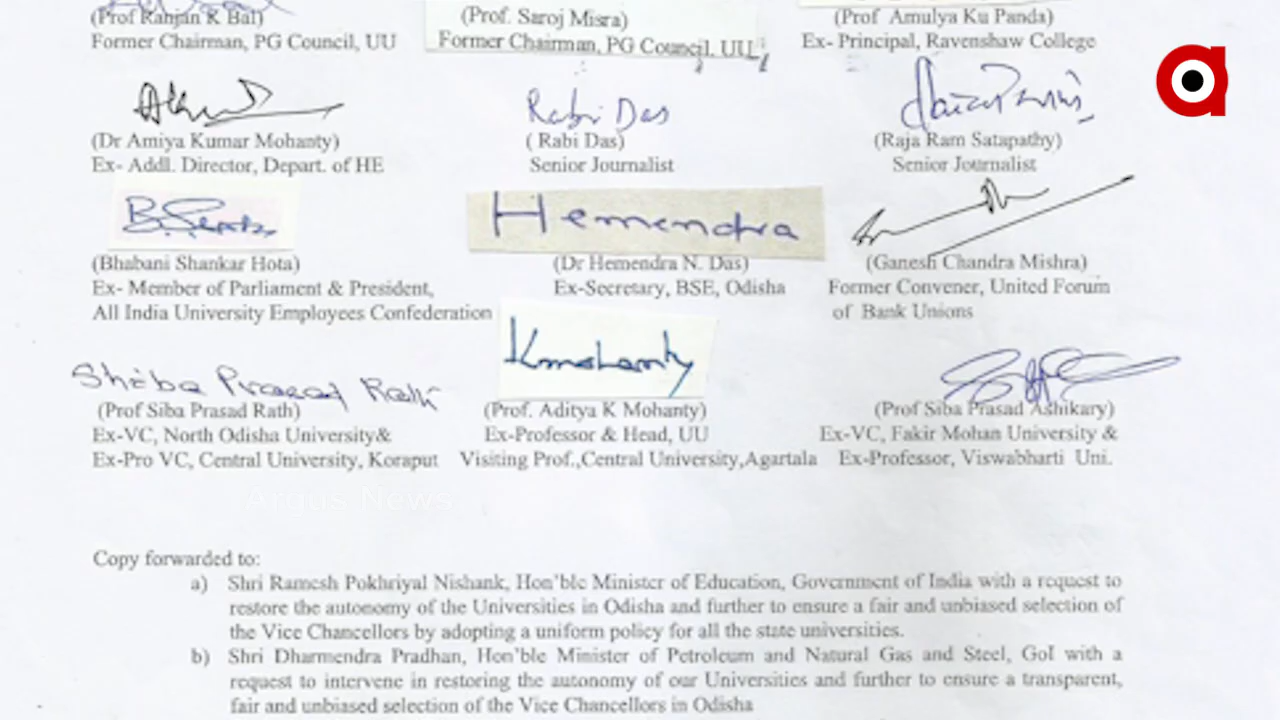 (Prof Ranjan K Bal) (Prof. Saroj Misra) (Prof Amulya Ku Panda)
Former Chairman, PG Council, UU Former Chairman, PG Council, UU Ex- Principal, Ravenshaw College
Rabi Das
(Dr Amiya Kumar Mohanty) ( Rabi Das) (Raja Ram Satapathy)
Ex- Addl. Director, Depart. of HE Senior Journalist Senior Journalist
Hemendra
(Bhabani Shankar Hota) (Dr Hemendra N. Das) (Ganesh Chandra Mishra)
Ex- Member of Parliament & President, Ex-Secretary, BSE, Odisha Former Convener, United Forum
All India University Employees Confederation of Bank Unions
Kmohanty
Sheba Prasad Rath
(Prof Siba Prasad Rath) (Prof. Aditya K Mohanty) (Prof Siba Prasad Ashikary)
Ex-VC, North Odisha University& Ex-Professor & Head, UU Ex-VC, Fakir Mohan University &
Ex-Pro VC, Central University, Koraput Visiting Prof.,Central University,Agartala Ex-Professor, Viswabharti Uni.
Argus News
Copy forwarded to:
a) Shri Ramesh Pokhriyal Nishank, Hon'ble Minister of Education, Government of India with a request to
restore the autonomy of the Universities in Odisha and further to ensure a fair and unbiased selection of
the Vice Chancellors by adopting a uniform policy for all the state universities.
b) Shri Dharmendra Pradhan, Hon'ble Minister of Petroleum and Natural Gas and Steel, GoI with a
request to intervene in restoring the autonomy of our Universities and further to ensure a transparent,
fair and unbiased selection of the Vice Chancellors in Odisha